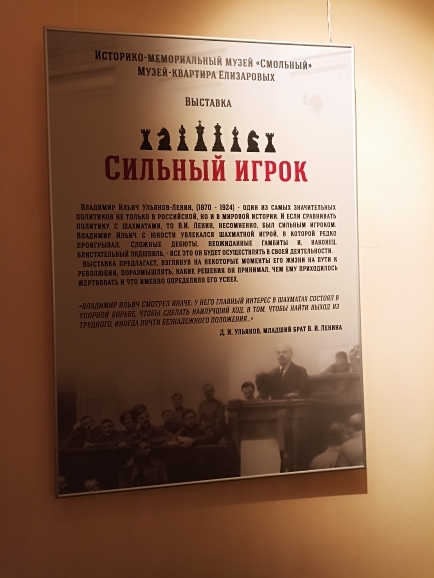 Историко-мемориальный музей «Смольный»
Музей-квартира Елизаровых
Выставка
Сильный игрок
Владимир Ильич Ульянов-Ленин, (1870 - 1924) - один из самых значительных
политиков не только в российской, но и в мировой истории. И если сравнивать
политику с шахматами, то В.И. Ленин, несомненно, был сильным игроком.
Владимир Ильич с юности увлекался шахматной игрой, в которой редко
проигрывал. Сложные дебюты, неожиданные гамбиты и, наконец,
блистательный эндшпиль, - все это он будет осуществлять в своей деятельности.
Выставка предлагает, взглянув на некоторые моменты его жизни на пути к
революции, поразмышлять, какие решения он принимал, чем ему приходилось
жертвовать и что именно определило его успех.
«Владимир Ильич смотрел иначе: у него главный интерес в шахматах состоял в
упорной борьбе, чтобы сделать наилучший ход, в том, чтобы найти выход из
трудного, иногда почти безнадежного положения...»
Д. И. Ульянов, младший брат В. И. Ленина